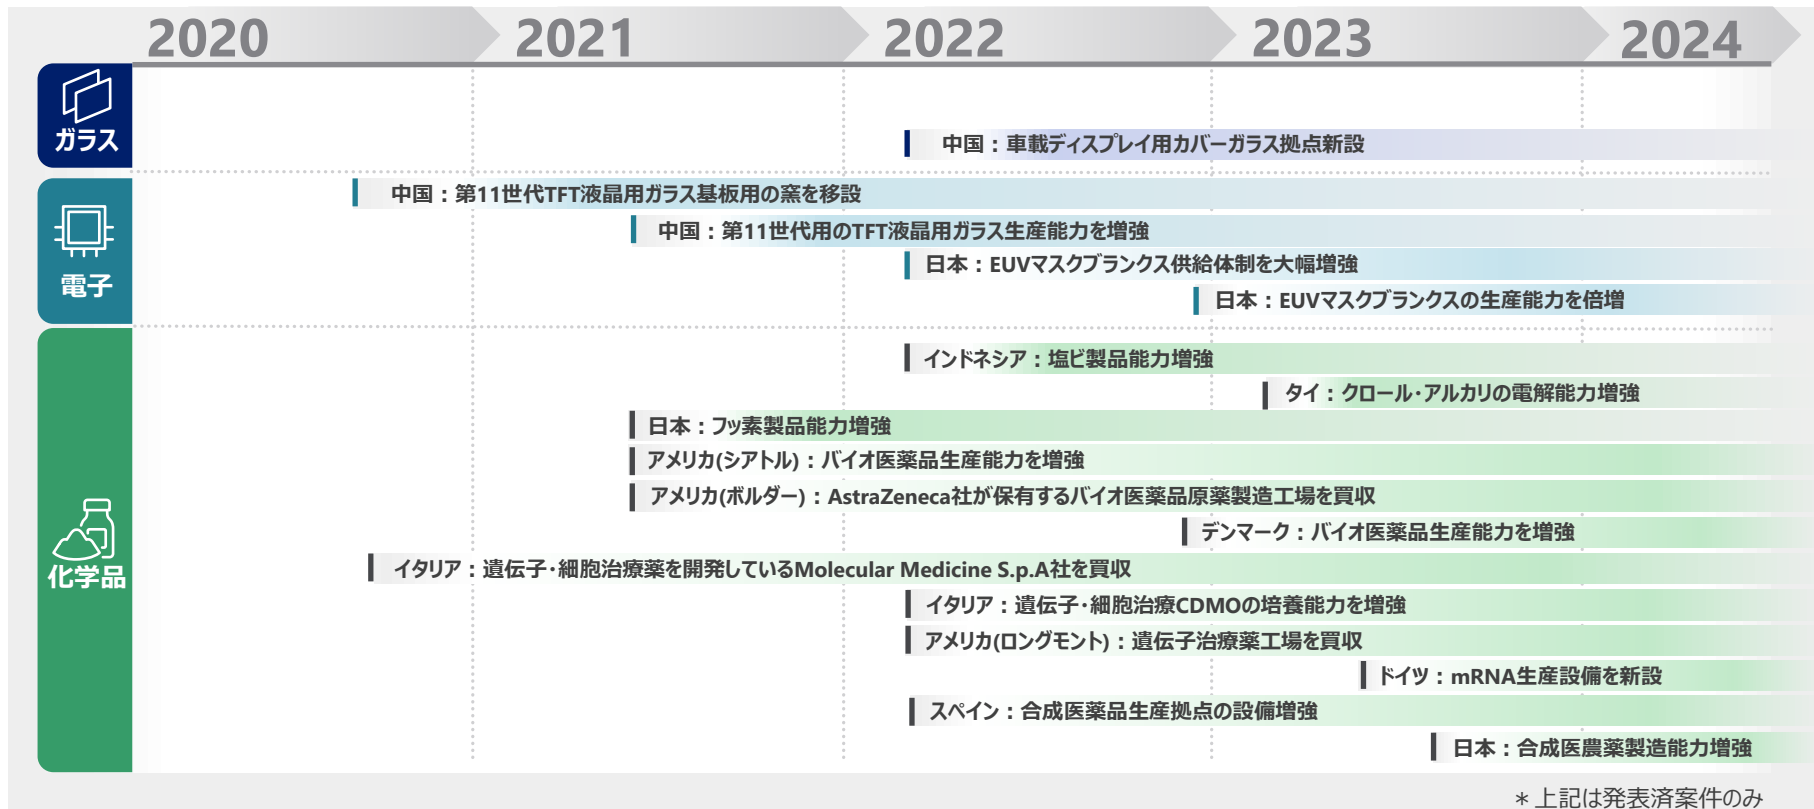 2020 2021 2022 2023 2024
ガラス
中国：車載ディスプレイ用カバーガラス拠点新設
電子
中国：第11世代TFT液晶用ガラス基板用の窯を移設
中国：第11世代用のTFT液晶用ガラス生産能力を増強
日本：EUVマスクブランクス供給体制を大幅増強
日本：EUVマスクブランクスの生産能力を倍増
化学品
インドネシア：塩ビ製品能力増強
タイ：クロール・アルカリの電解能力増強
日本：フッ素製品能力増強
アメリカ(シアトル)：バイオ医薬品生産能力を増強
アメリカ(ボルダー)：AstraZeneca社が保有するバイオ医薬品原薬製造工場を買収
デンマーク：バイオ医薬品生産能力を増強
イタリア：遺伝子・細胞治療薬を開発しているMolecular Medicine S.p.A社を買収
イタリア：遺伝子・細胞治療CDMOの培養能力を増強
アメリカ(ロングモント)：遺伝子治療薬工場を買収
ドイツ：mRNA生産設備を新設
スペイン：合成医薬品生産拠点の設備増強
日本：合成医農薬製造能力増強
＊上記は発表済案件のみ